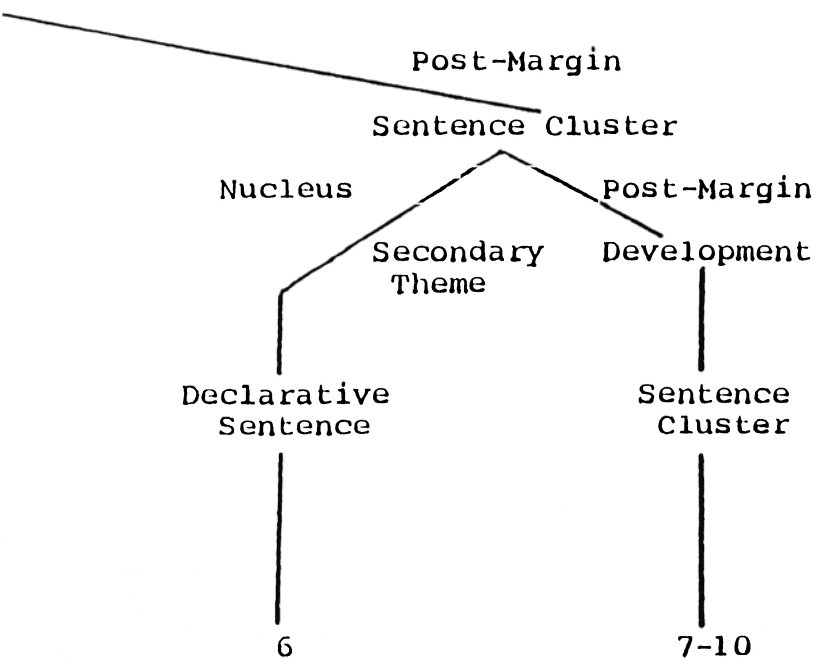 Post-Margin
Sentence Cluster
Nucleus
Post-Margin
Secondary
Theme
Development
Declarative
Sentence
Sentence
Cluster
6
7-10